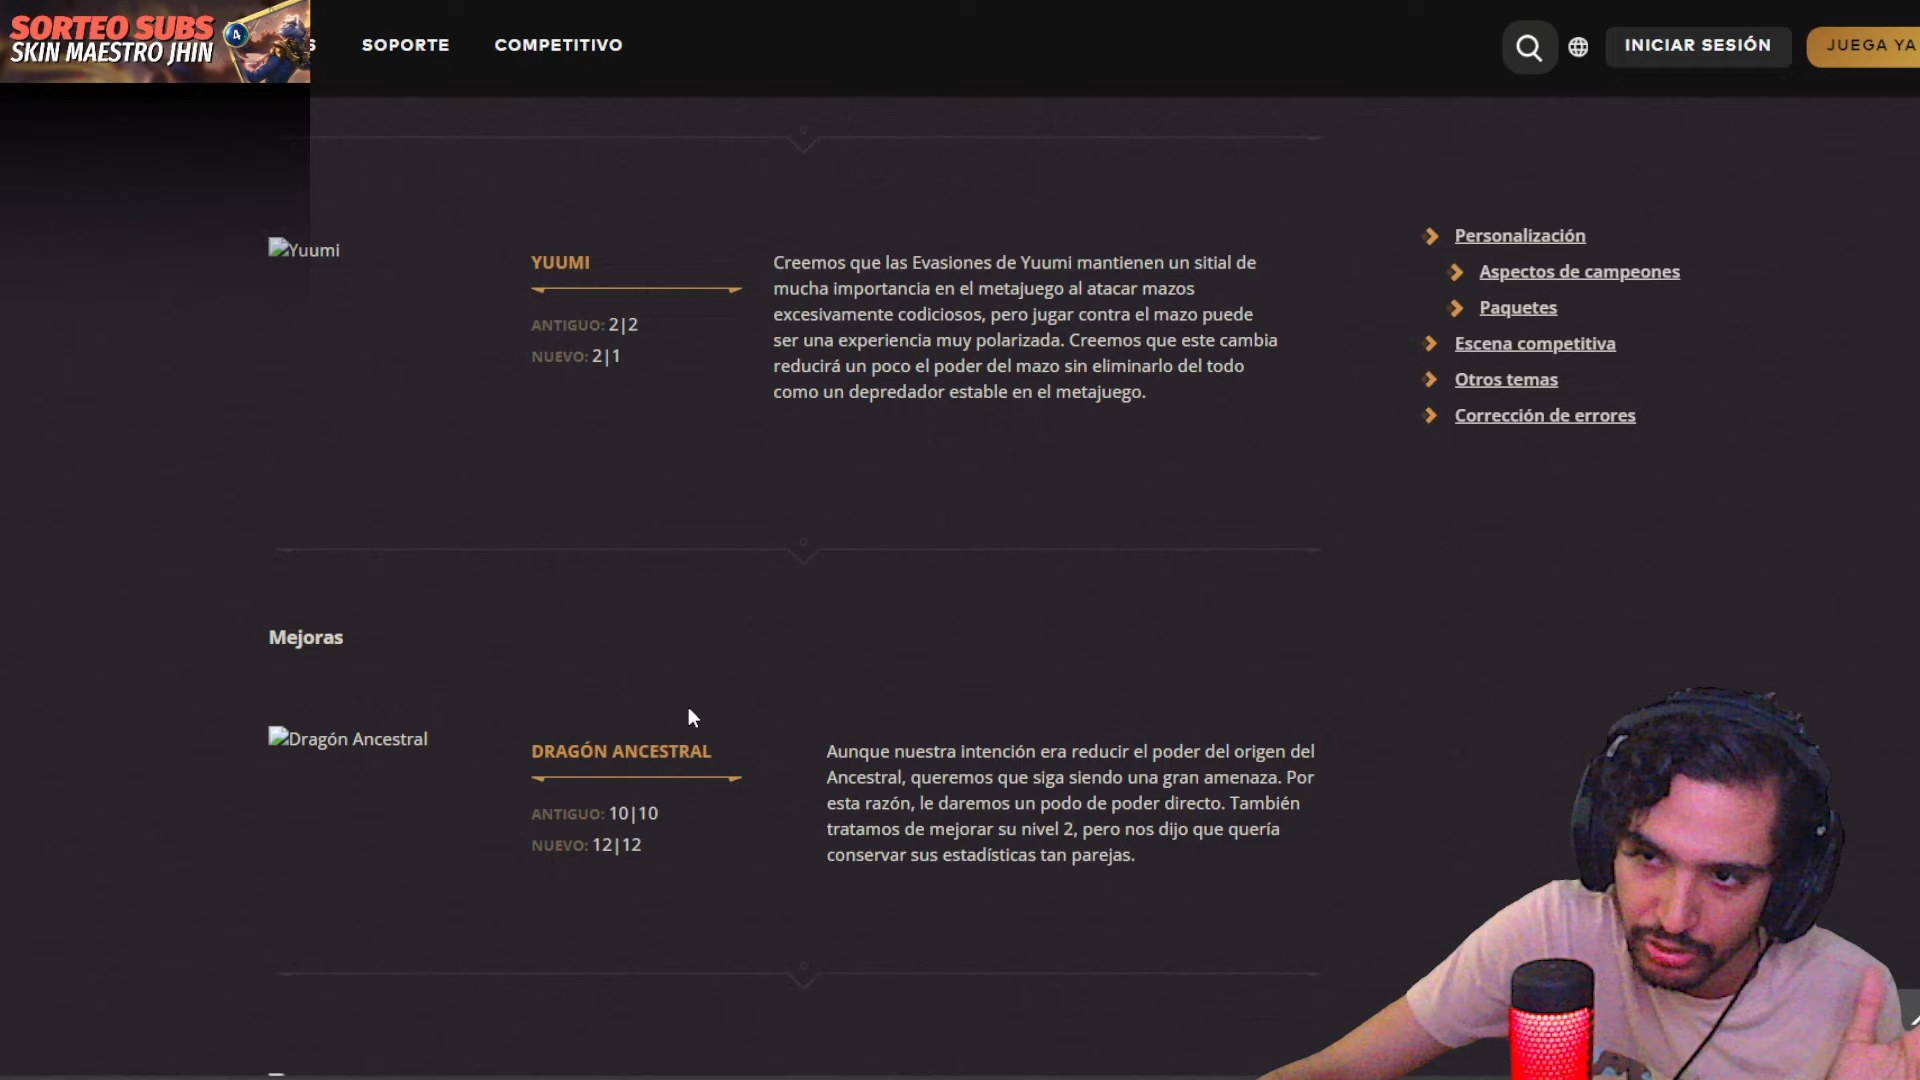 SORTEO SUBS
SKIN MAESTRO JHIN
4
S
SOPORTE
COMPETITIVO
INICIAR SESIÓN
JUEGA YA
Yuumi
YUUMI
ANTIGUO: 2|2
NUEVO: 2|1
Creemos que las Evasiones de Yuumi mantienen un sitial de
mucha importancia en el metajuego al atacar mazos
excesivamente codiciosos, pero jugar contra el mazo puede
ser una experiencia muy polarizada. Creemos que este cambia
reducirá un poco el poder del mazo sin eliminarlo del todo
como un depredador estable en el metajuego.
Personalización
Aspectos de campeones
Paquetes
Escena competitiva
Otros temas
Corrección de errores
Mejoras
Dragón Ancestral
DRAGÓN ANCESTRAL
ANTIGUO: 10|10
NUEVO: 12|12
Aunque nuestra intención era reducir el poder del origen del
Ancestral, queremos que siga siendo una gran amenaza. Por
esta razón, le daremos un podo de poder directo. También
tratamos de mejorar su nivel 2, pero nos dijo que quería
conservar sus estadísticas tan parejas.